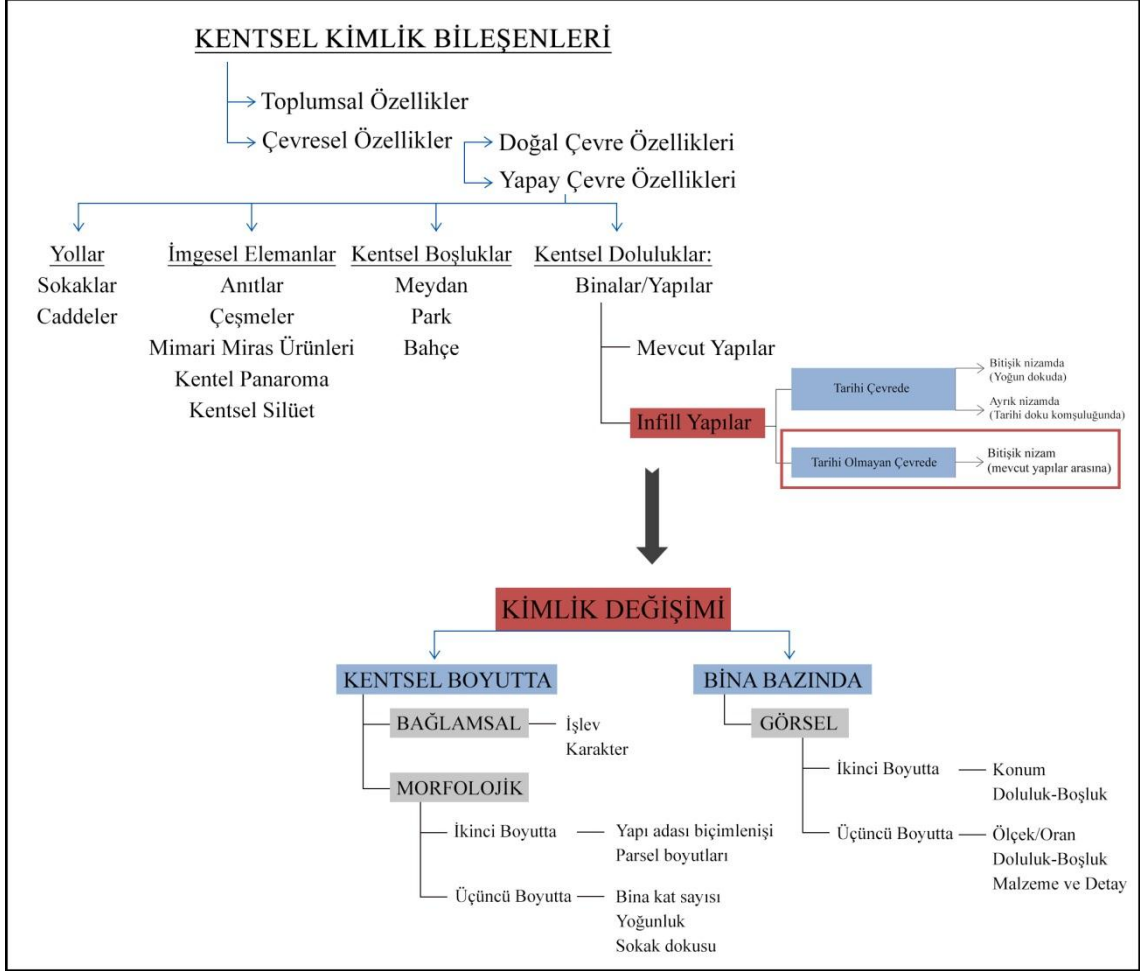 KENTSEL KİMLİK BİLEŞENLERİ
Toplumsal Özellikler
Çevresel Özellikler
Doğal Çevre Özellikleri
Yapay Çevre Özellikleri
Yollar
Sokaklar
Caddeler
İmgesel Elemanlar
Anıtlar
Çeşmeler
Mimari Miras Ürünleri
Kentel Panaroma
Kentsel Silüet
Kentsel Boşluklar
Meydan
Park
Bahçe
Kentsel Doluluklar:
Binalar/Yapılar
Mevcut Yapılar
Infill Yapılar
Tarihi Çevrede
Bitişik nizamda
(Yoğun dokuda)
Ayrık nizamda
(Tarihi doku komşuluğunda)
Tarihi Olmayan Çevrede
Bitişik nizam
(mevcut yapılar arasına)
KİMLİK DEĞİŞİMİ
KENTSEL BOYUTTA
BAĞLAMSAL
İşlev
Karakter
MORFOLOJİK
İkinci Boyutta
Yapı adası biçimlenişi
Parsel boyutları
Üçüncü Boyutta
Bina kat sayısı
Yoğunluk
Sokak dokusu
BİNA BAZINDA
GÖRSEL
İkinci Boyutta
Konum
Doluluk-Boşluk
Üçüncü Boyutta
Ölçek/Oran
Doluluk-Boşluk
Malzeme ve Detay